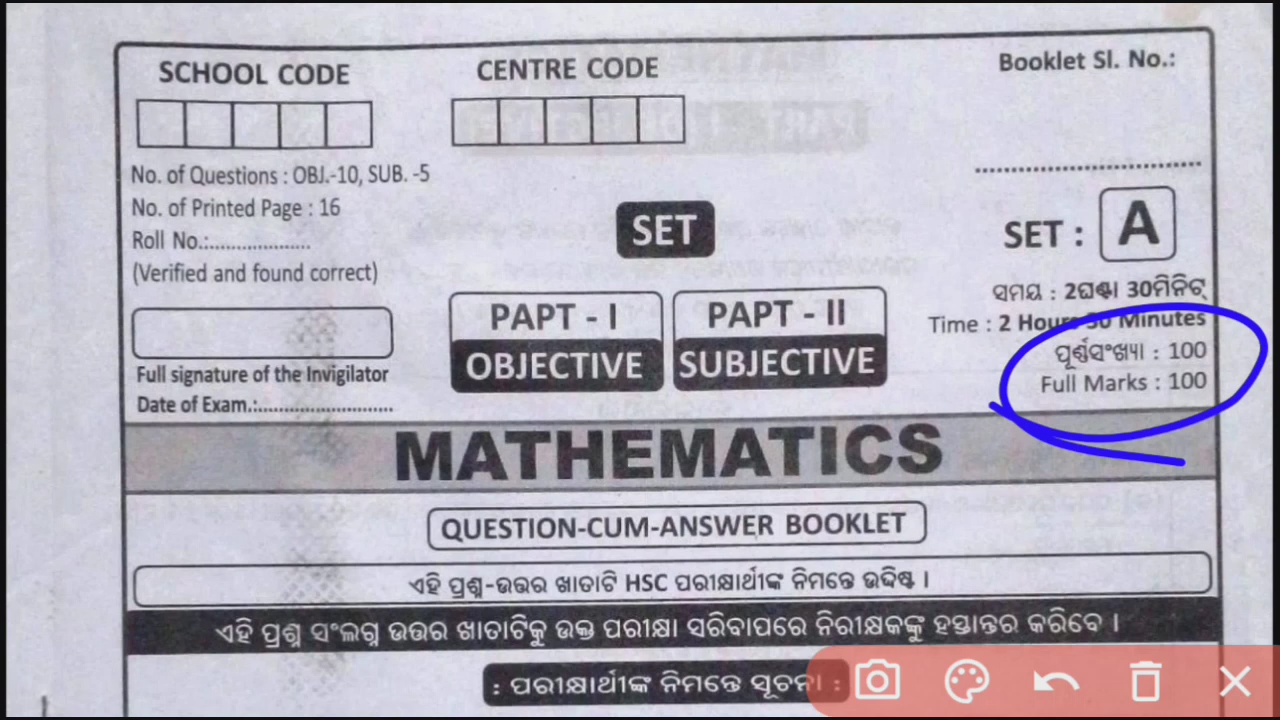 SCHOOL CODE
CENTRE CODE
Booklet Sl. No.:
No. of Questions : OBJ.-10, SUB. -5
No. of Printed Page : 16
Roll No.:...................
(Verified and found correct)
Full signature of the Invigilator
Date of Exam.:..........................
SET
PAPT - I
OBJECTIVE
PAPT - II
SUBJECTIVE
SET : A
ସମୟ : 2ଘଣ୍ଟା 30ମିନିଟ୍
Time : 2 Hours 30 Minutes
ପୂର୍ଣ୍ଣସଂଖ୍ୟା : 100
Full Marks : 100
MATHEMATICS
QUESTION-CUM-ANSWER BOOKLET
ଏହି ପ୍ରଶ୍ନ-ଉତ୍ତର ଖାତାଟି HSC ପରୀକ୍ଷାର୍ଥୀଙ୍କ ନିମନ୍ତେ ଉଦ୍ଦିଷ୍ଟ ।
ଏହି ପ୍ରଶ୍ନ ସଂଲଗ୍ନ ଉତ୍ତର ଖାତାଟିକୁ ଉକ୍ତ ପରୀକ୍ଷା ସରିବାପରେ ନିରୀକ୍ଷକଙ୍କୁ ହସ୍ତାନ୍ତର କରିବେ ।
: ପରୀକ୍ଷାର୍ଥୀଙ୍କ ନିମନ୍ତେ ସୂଚନା :